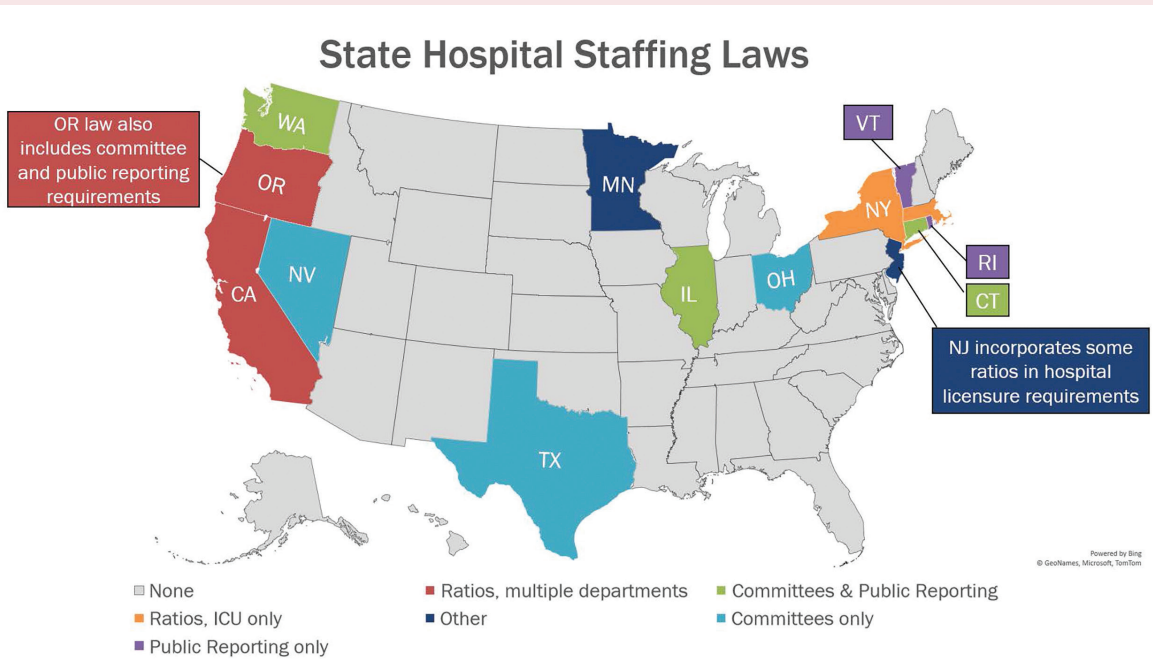 State Hospital Staffing Laws
OR law also
includes committee
and public reporting
requirements
WA
OR
CA
NV
TX
MN
IL
OH
NY
VT
RI
CT
NJ incorporates some
ratios in hospital
licensure requirements
Powered by Bing
© GeoNames, Microsoft, TomTom
None
Ratios, multiple departments
Committees & Public Reporting
Ratios, ICU only
Other
Committees only
Public Reporting only